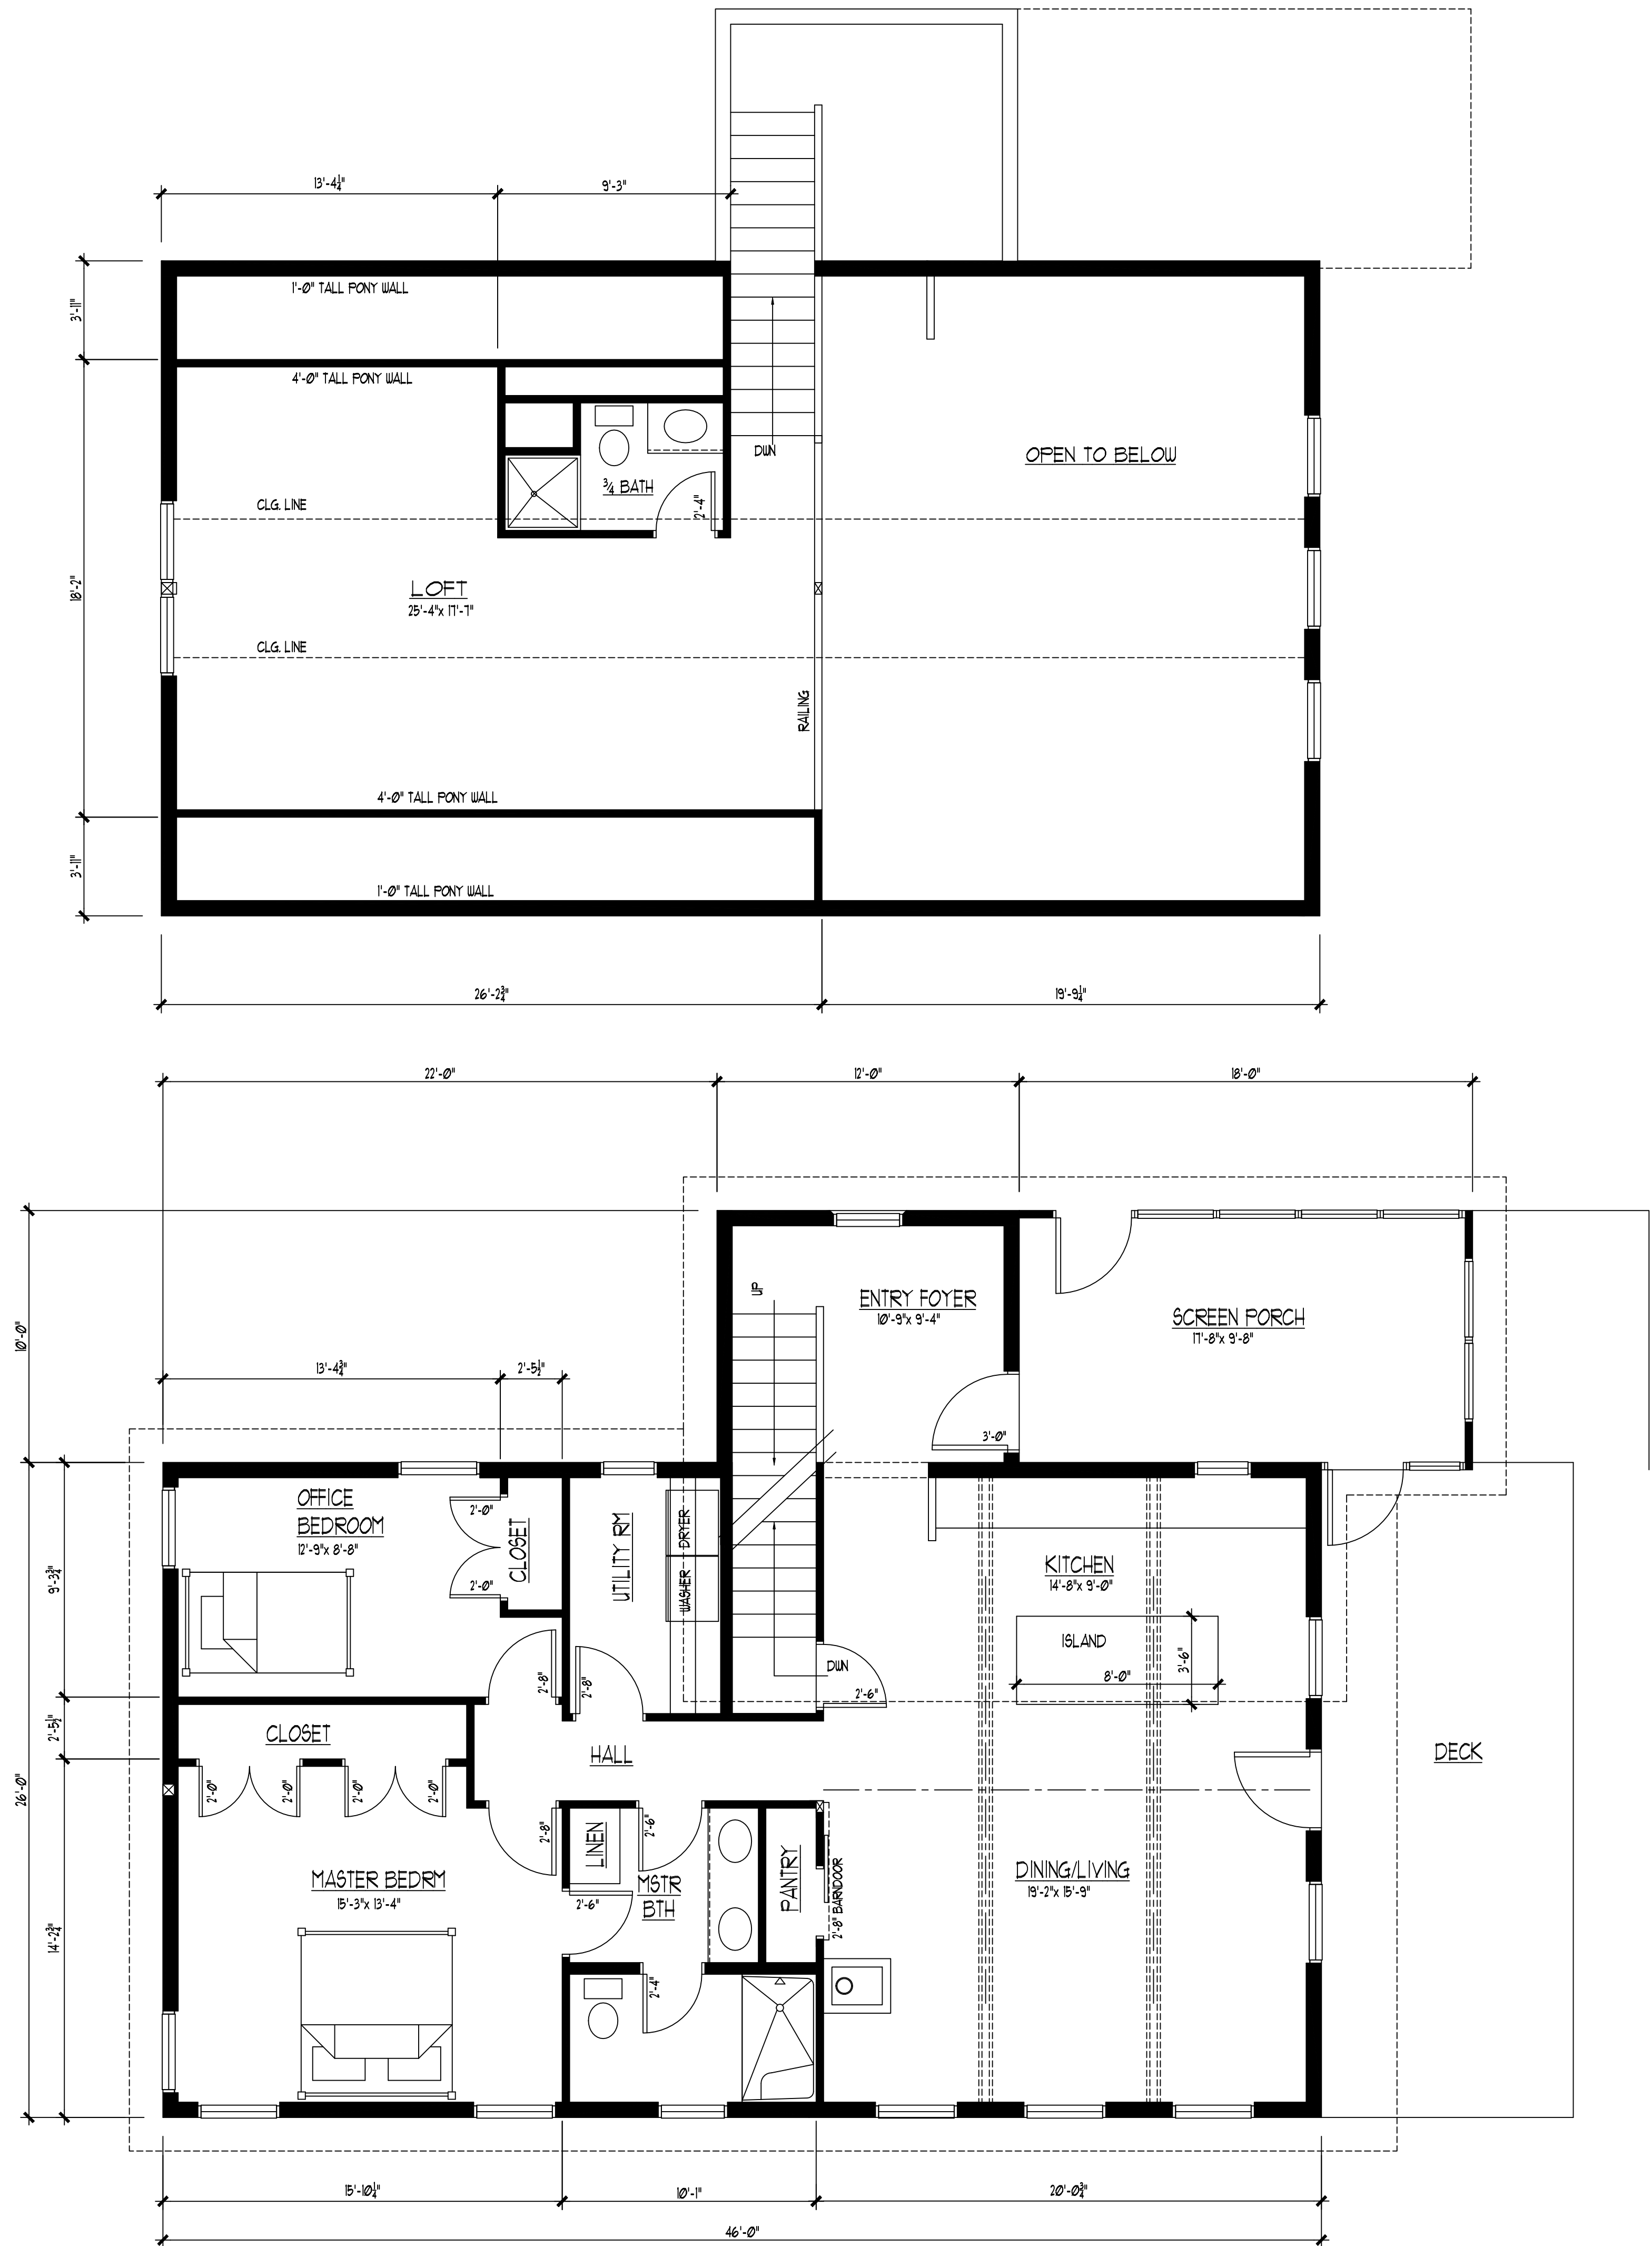 13'-4¼"
9'-3"
1'-0" TALL PONY WALL
3'-11"
4'-0" TALL PONY WALL
DWN
OPEN TO BELOW
¾ BATH
2'-4"
CLG. LINE
LOFT
25'-4"x 17'-7"
18'-2"
CLG. LINE
RAILING
4'-0" TALL PONY WALL
3'-11"
1'-0" TALL PONY WALL
26'-2¾"
19'-9¼"
22'-0"
12'-0"
18'-0"
UP
ENTRY FOYER
10'-9"x 9'-4"
SCREEN PORCH
17'-8"x 9'-8"
10'-0"
13'-4¾"
2'-5½"
3'-0"
OFFICE
BEDROOM
12'-9"x 8'-8"
2'-0"
2'-0"
CLOSET
UTILITY RM
DRYER
WASHER
KITCHEN
14'-8"x 9'-0"
ISLAND
3'-6"
8'-0"
9'-3¾"
2'-8"
2'-8"
DWN
2'-6"
2'-5½"
CLOSET
HALL
DECK
26'-0"
2'-0"
2'-0"
2'-0"
2'-0"
2'-8"
LINEN
2'-6"
MASTER BEDRM
15'-3"x 13'-4"
MSTR
BTH
2'-6"
PANTRY
2'-8" BARNDOOR
DINING/LIVING
19'-2"x 15'-9"
14'-2¾"
2'-4"
15'-10¼"
10'-1"
20'-0¾"
46'-0"